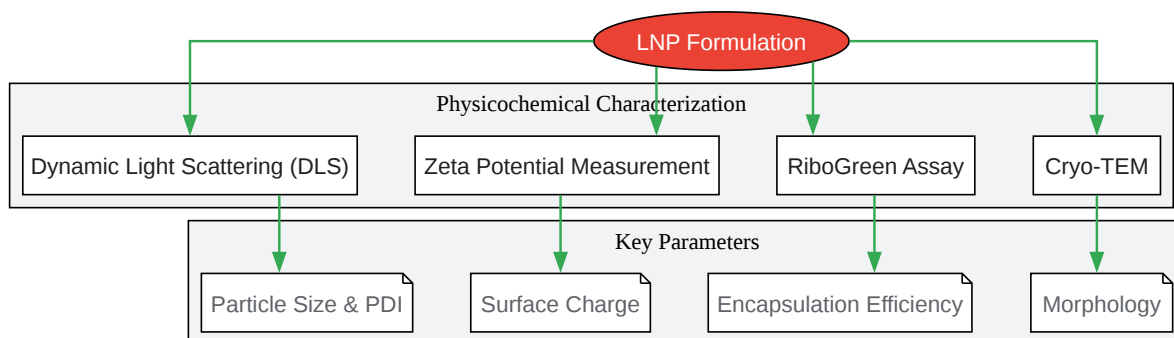 LNP Formulation
Physicochemical Characterization
Dynamic Light Scattering (DLS)
Zeta Potential Measurement
RiboGreen Assay
Cryo-TEM
Key Parameters
Particle Size & PDI
Surface Charge
Encapsulation Efficiency
Morphology